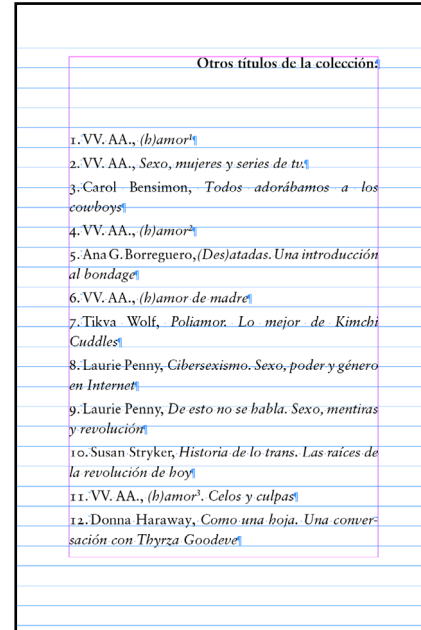 Otros títulos de la colección:
1. VV. AA., (h)amor¹
2. VV. AA., Sexo, mujeres y series de tv.
3. Carol Bensimon, Todos adorábamos a los
cowboys
4. VV. AA., (h)amor²
5. Ana G. Borreguero, (Des)atadas. Una introducción
al bondage
6. VV. AA., (h)amor de madre
7. Tikva Wolf, Poliamor. Lo mejor de Kimchi
Cuddles
8. Laurie Penny, Cibersexismo. Sexo, poder y género
en Internet
9. Laurie Penny, De esto no se habla. Sexo, mentiras
y revolución
10. Susan Stryker, Historia de lo trans. Las raíces de
la revolución de hoy
11. VV. AA., (h)amor³. Celos y culpas
12. Donna Haraway, Como una hoja. Una conver-
sación con Thyrza Goodeve